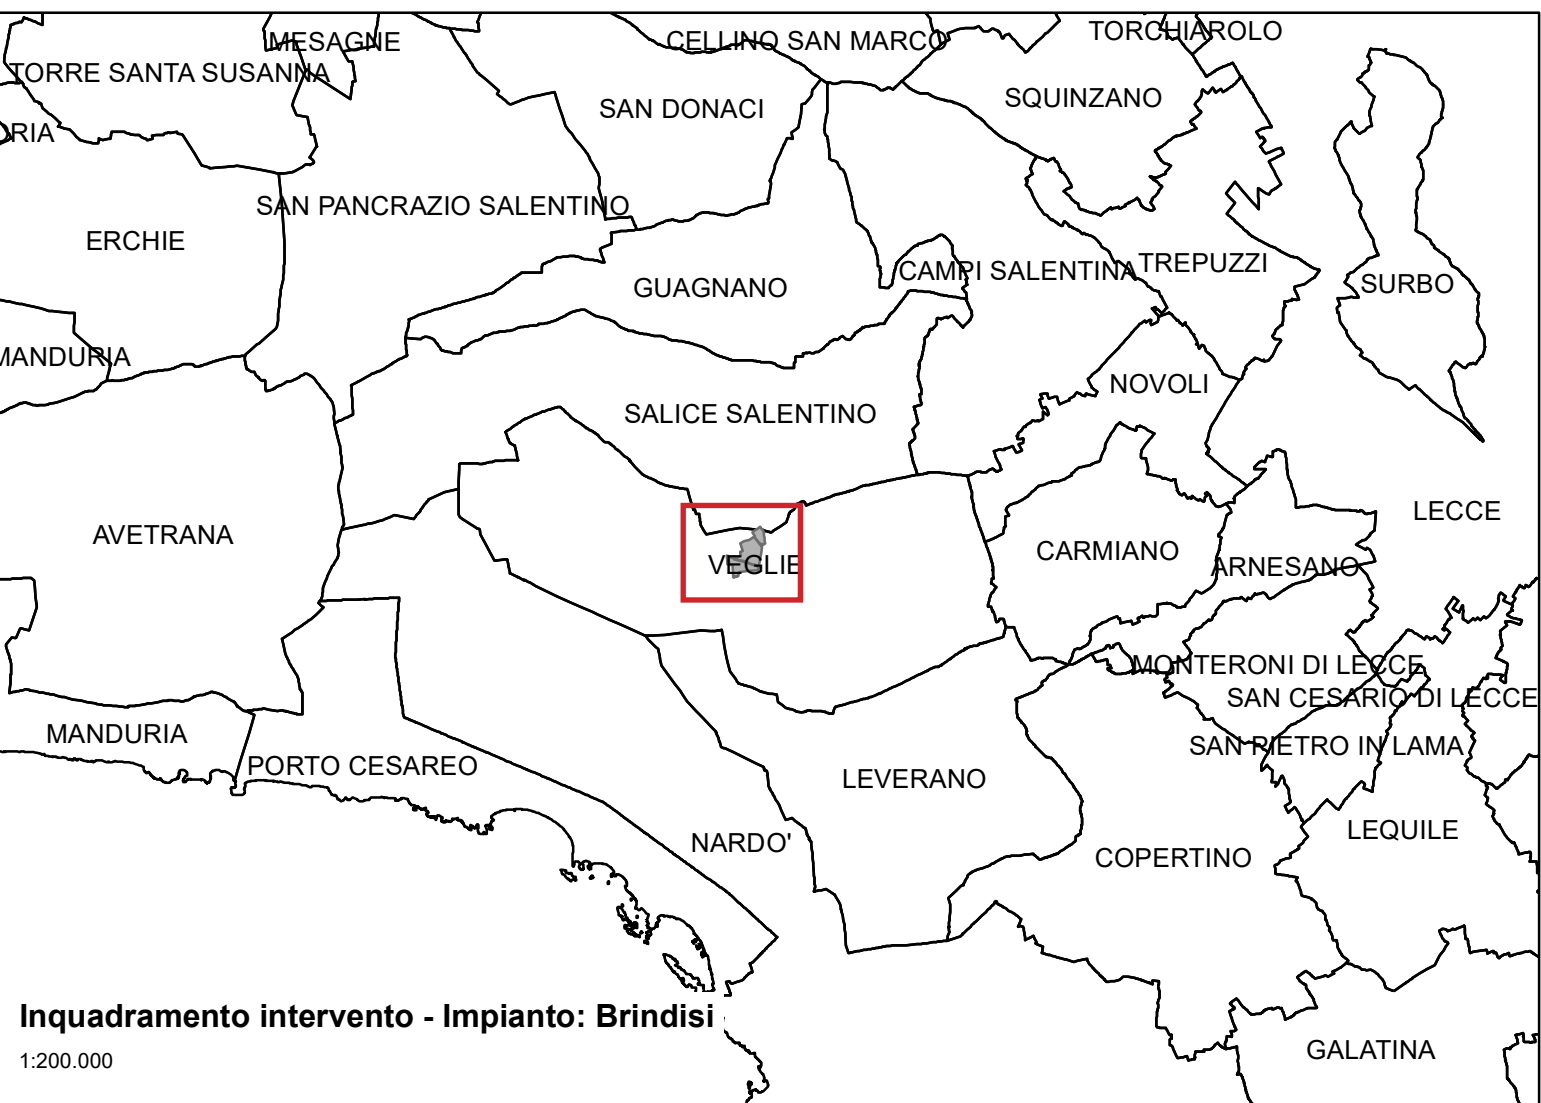 TORCHIAROLO
MESAGNE
CELLINO SAN MARCO
TORRE SANTA SUSANNA
SQUINZANO
SAN DONACI
RIA
SAN PANCRAZIO SALENTINO
ERCHIE
TREPUZZI
CAMPI SALENTINA
SURBO
GUAGNANO
MANDURIA
NOVOLI
SALICE SALENTINO
LECCE
AVETRANA
CARMIANO
VEGLIE
ARNESANO
MONTERONI DI LECCE
SAN CESARIO DI LECCE
MANDURIA
SAN PIETRO IN LAMA
PORTO CESAREO
LEVERANO
LEQUILE
NARDO'
COPERTINO
Inquadramento intervento - Impianto: Brindisi
GALATINA
1:200.000